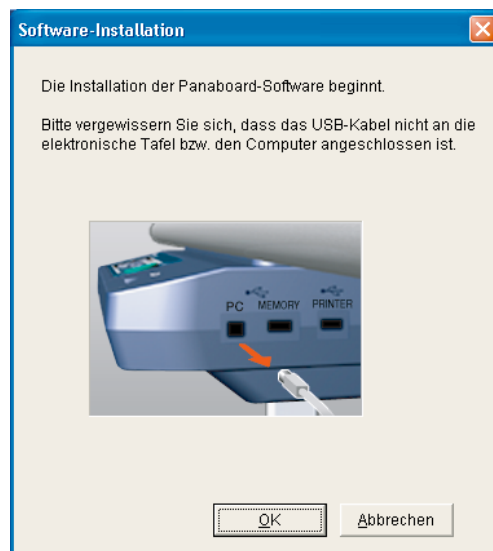 Software-Installation
Die Installation der Panaboard-Software beginnt.
Bitte vergewissern Sie sich, dass das USB-Kabel nicht an die
elektronische Tafel bzw. den Computer angeschlossen ist.
PC MEMORY PRINTER
OK Abbrechen